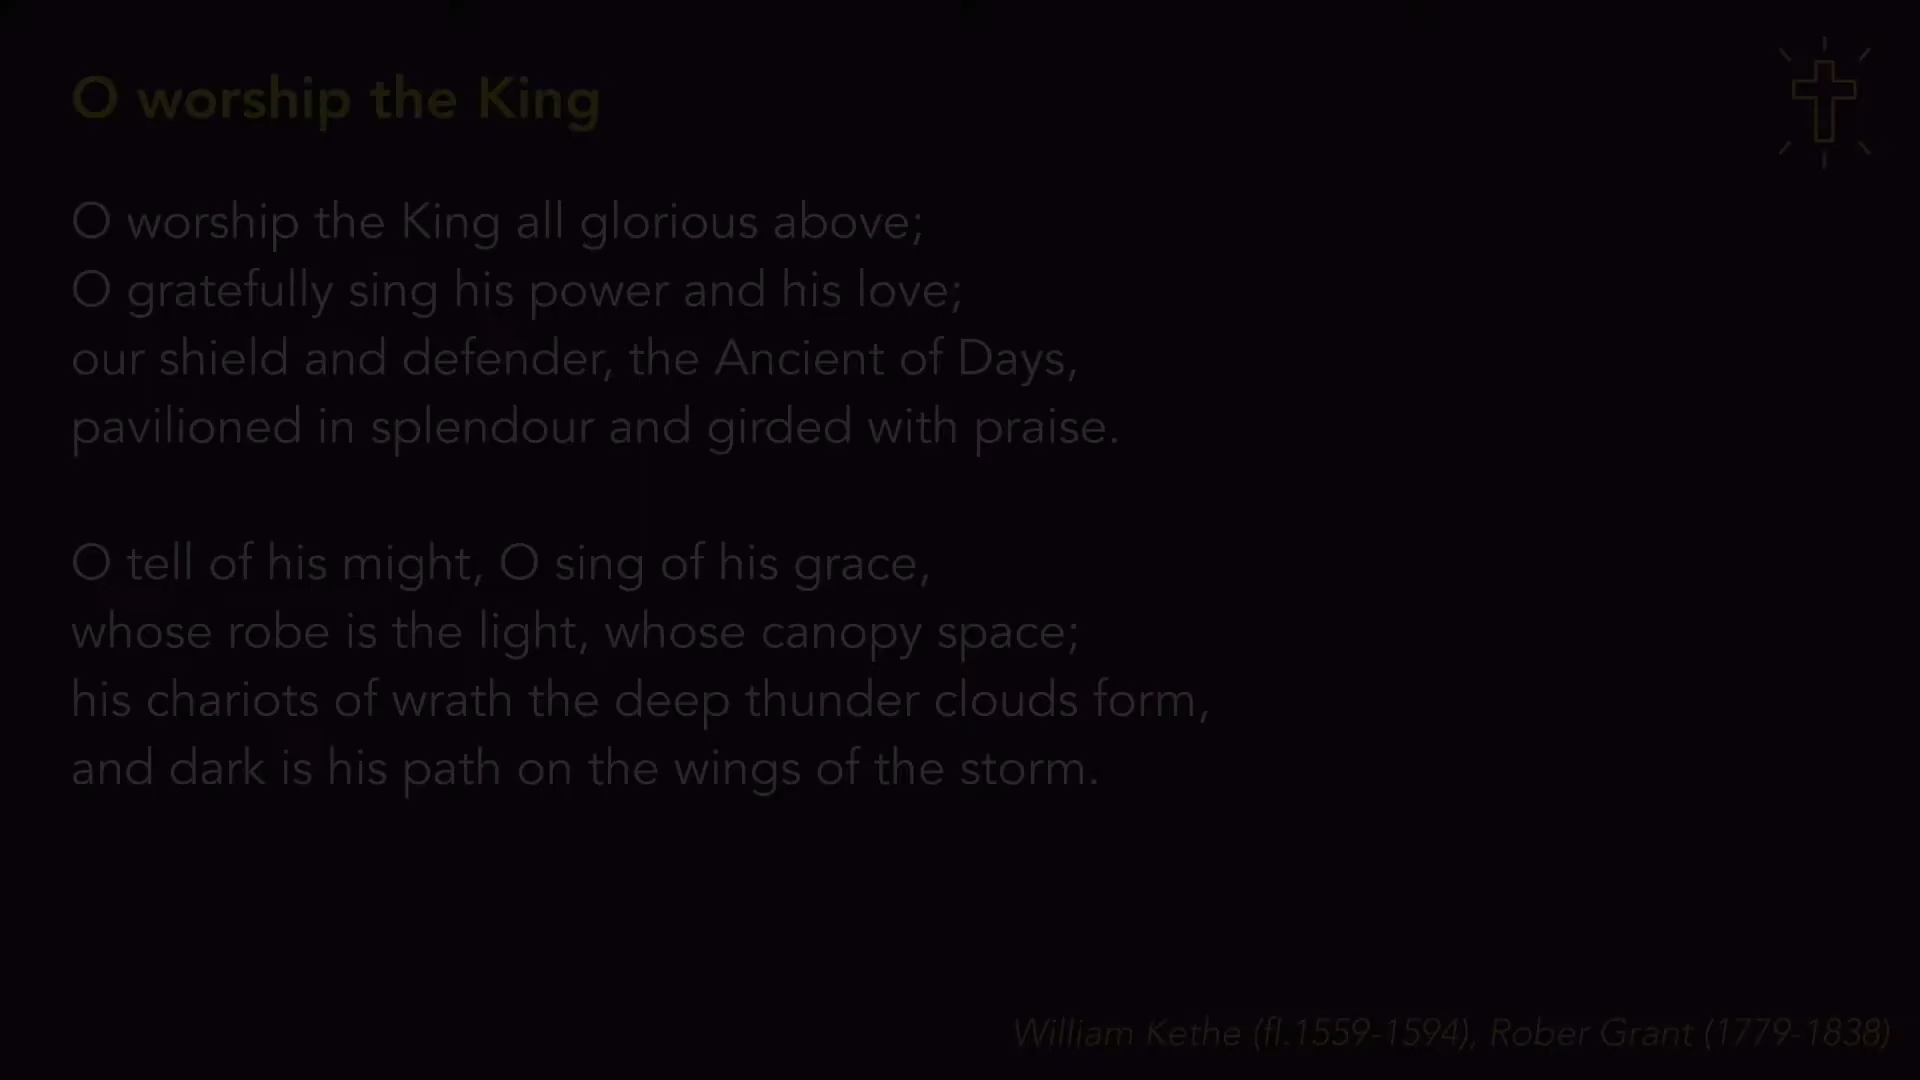 O worship the King
O worship the King all glorious above;
O gratefully sing his power and his love;
our shield and defender, the Ancient of Days,
pavilioned in splendour and girded with praise.
O tell of his might, O sing of his grace,
whose robe is the light, whose canopy space;
his chariots of wrath the deep thunder clouds form,
and dark is his path on the wings of the storm.
William Kethe (fl.1559-1594), Rober Grant (1779-1838)